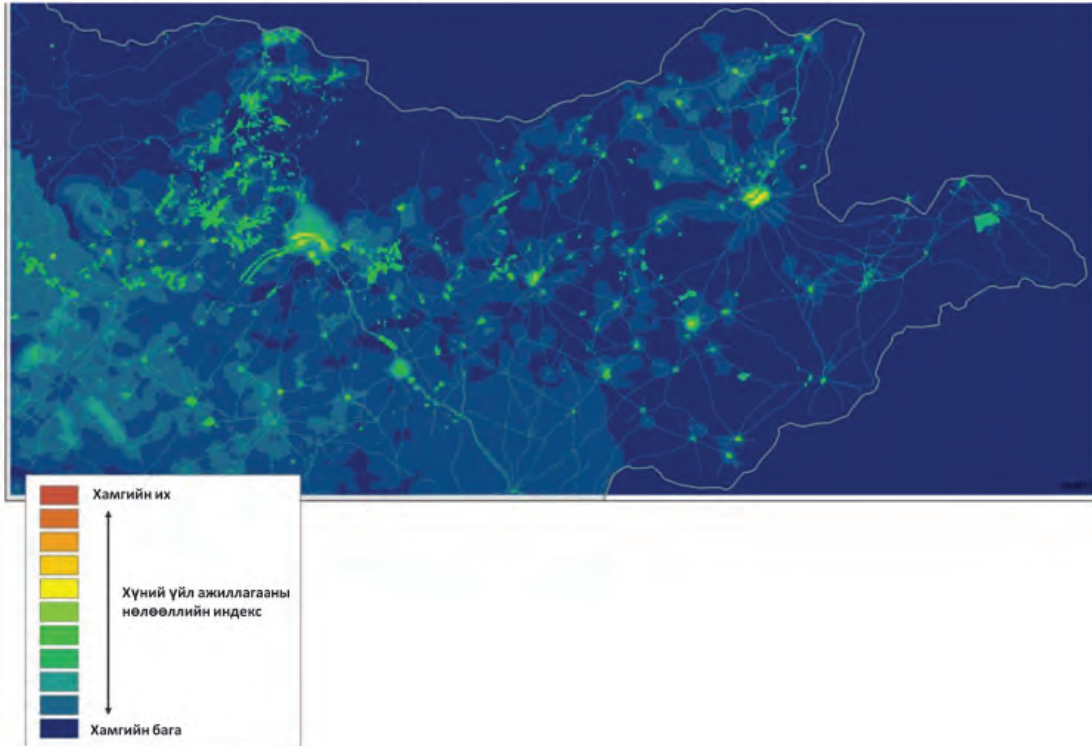 Хамгийн их
Хүний үйл ажиллагааны
нөлөөллийн индекс
Хамгийн бага